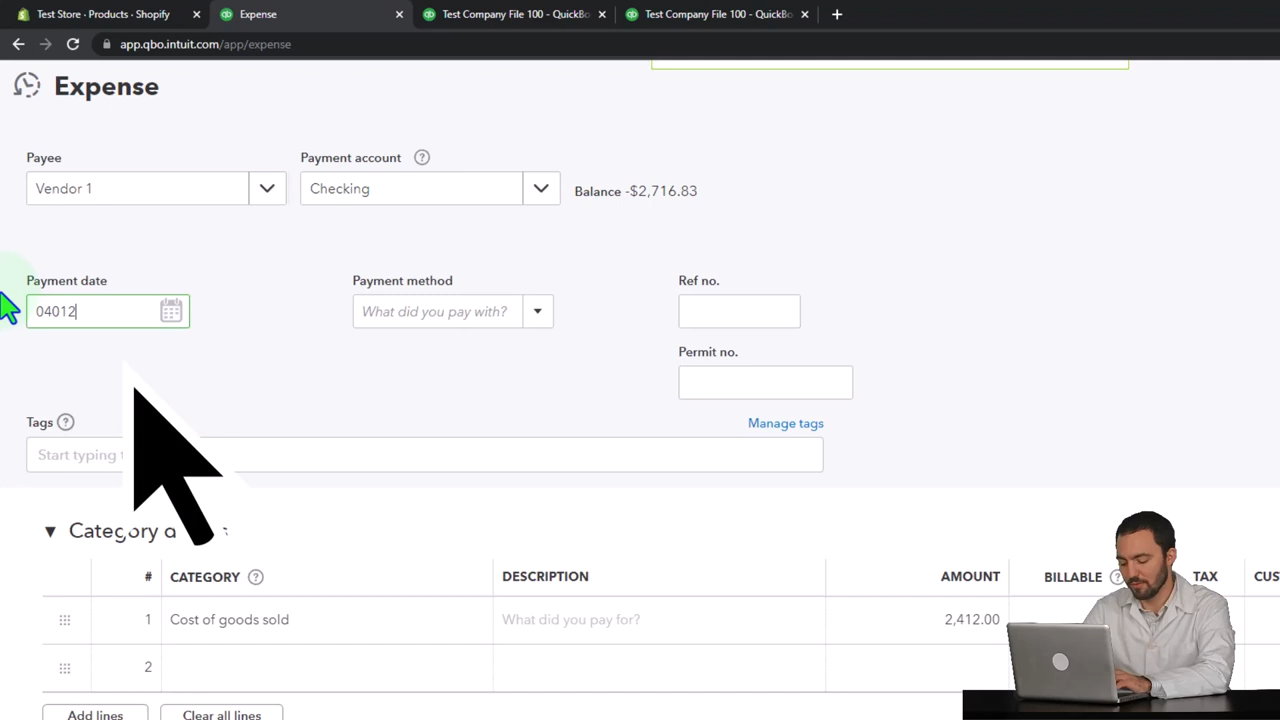 Test Store · Products · Shopify
Expense
Test Company File 100 - QuickBo
Test Company File 100 - QuickBo
app.qbo.intuit.com/app/expense
Expense
Payee
Payment account
Vendor 1
Checking
Balance -$2,716.83
Payment date
Payment method
Ref no.
04012
What did you pay with?
Permit no.
Tags
Manage tags
Start typing
Category d
# CATEGORY DESCRIPTION AMOUNT BILLABLE TAX CUS
1 Cost of goods sold What did you pay for? 2,412.00
2
Add lines
Clear all lines